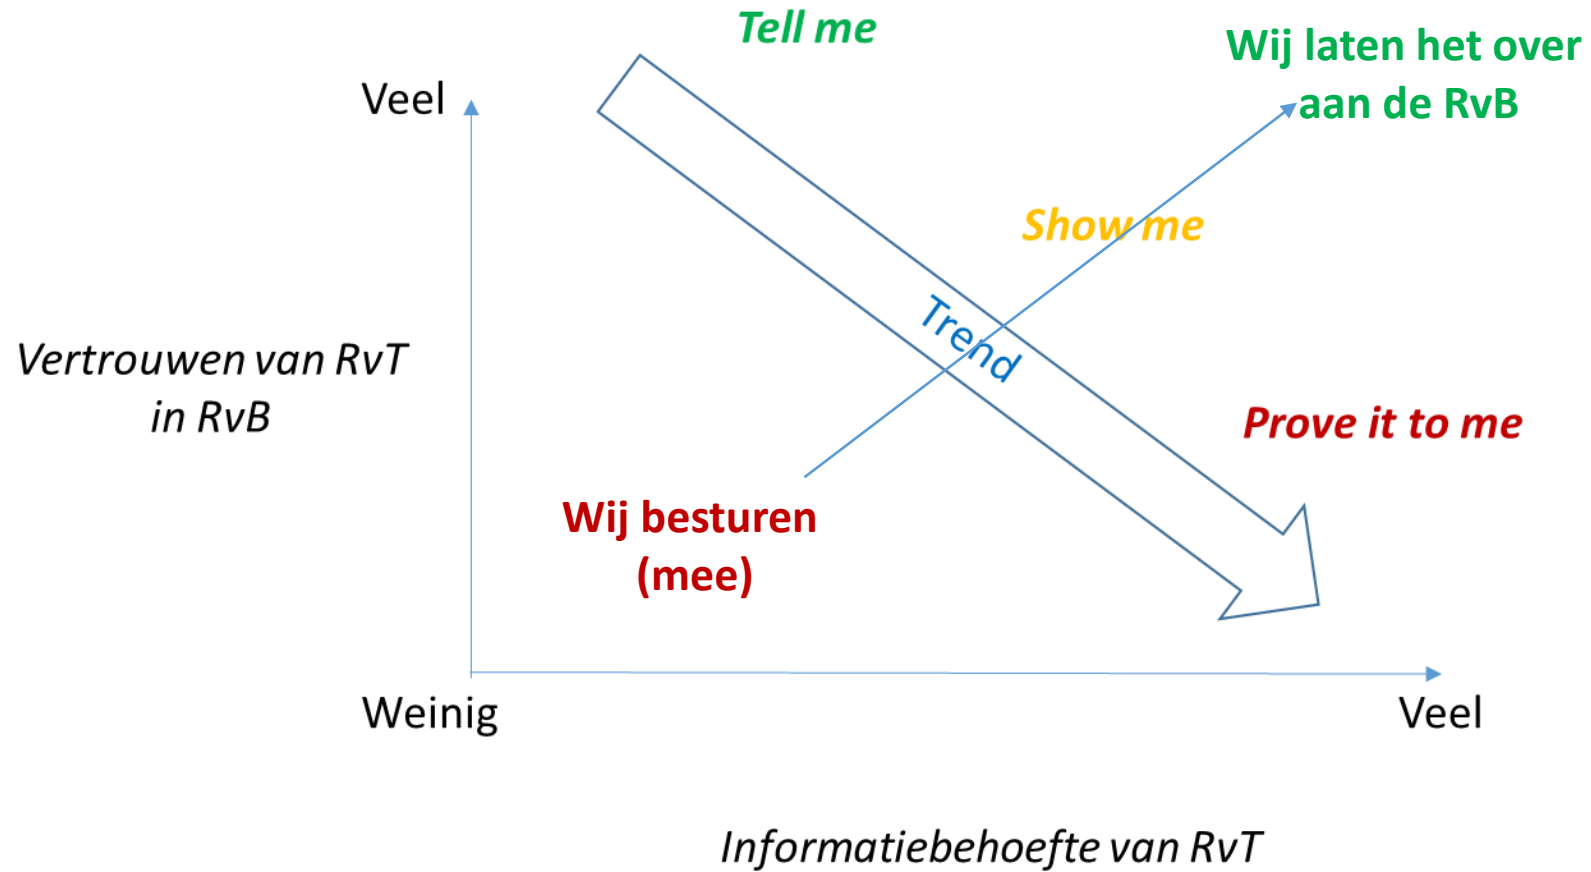 Tell me
Wij laten het over
aan de RvB
Veel
Show me
Trend
Vertrouwen van RvT
in RvB
Prove it to me
Wij besturen
(mee)
Weinig
Veel
Informatiebehoefte van RvT